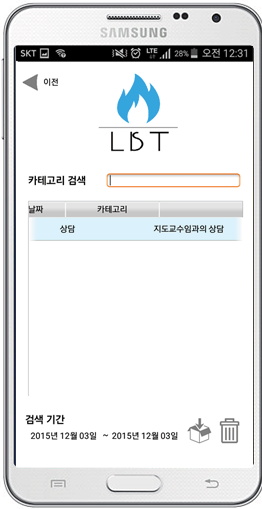 SAMSUNG
SKT LTE 28% 오전 12:31
이전
LIST
카테고리 검색
날짜 카테고리
상담 지도교수임과의 상담
검색 기간
2015년 12월 03일 ~ 2015년 12월 03일